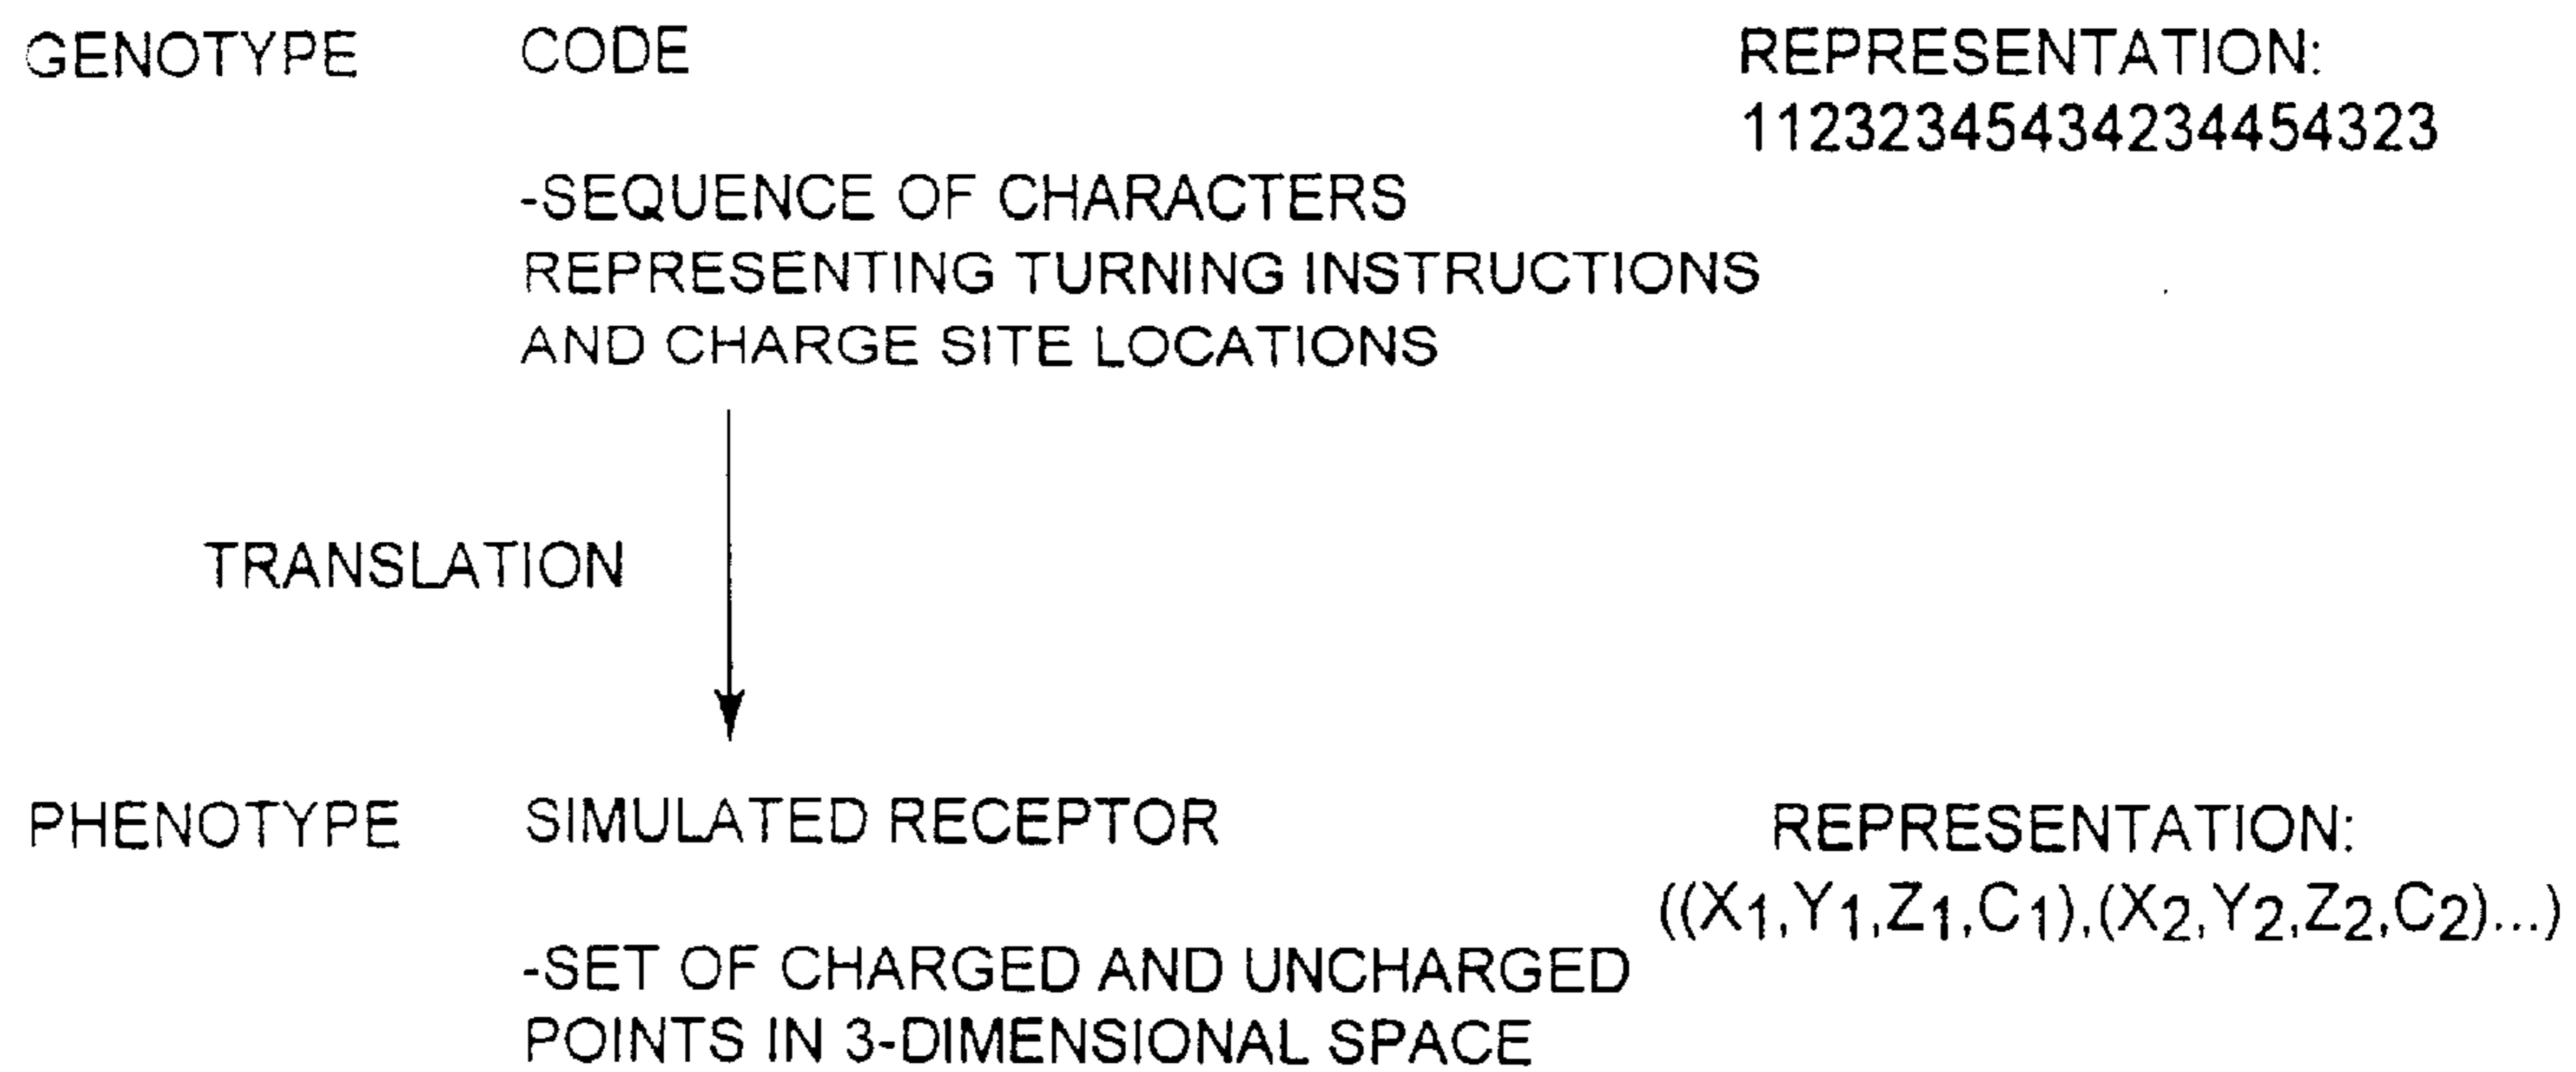 GENOTYPE CODE REPRESENTATION:
11232345434234454323
-SEQUENCE OF CHARACTERS
REPRESENTING TURNING INSTRUCTIONS
AND CHARGE SITE LOCATIONS
TRANSLATION
PHENOTYPE SIMULATED RECEPTOR REPRESENTATION:
((X1,Y1,Z1,C1),(X2,Y2,Z2,C2)...)
-SET OF CHARGED AND UNCHARGED
POINTS IN 3-DIMENSIONAL SPACE